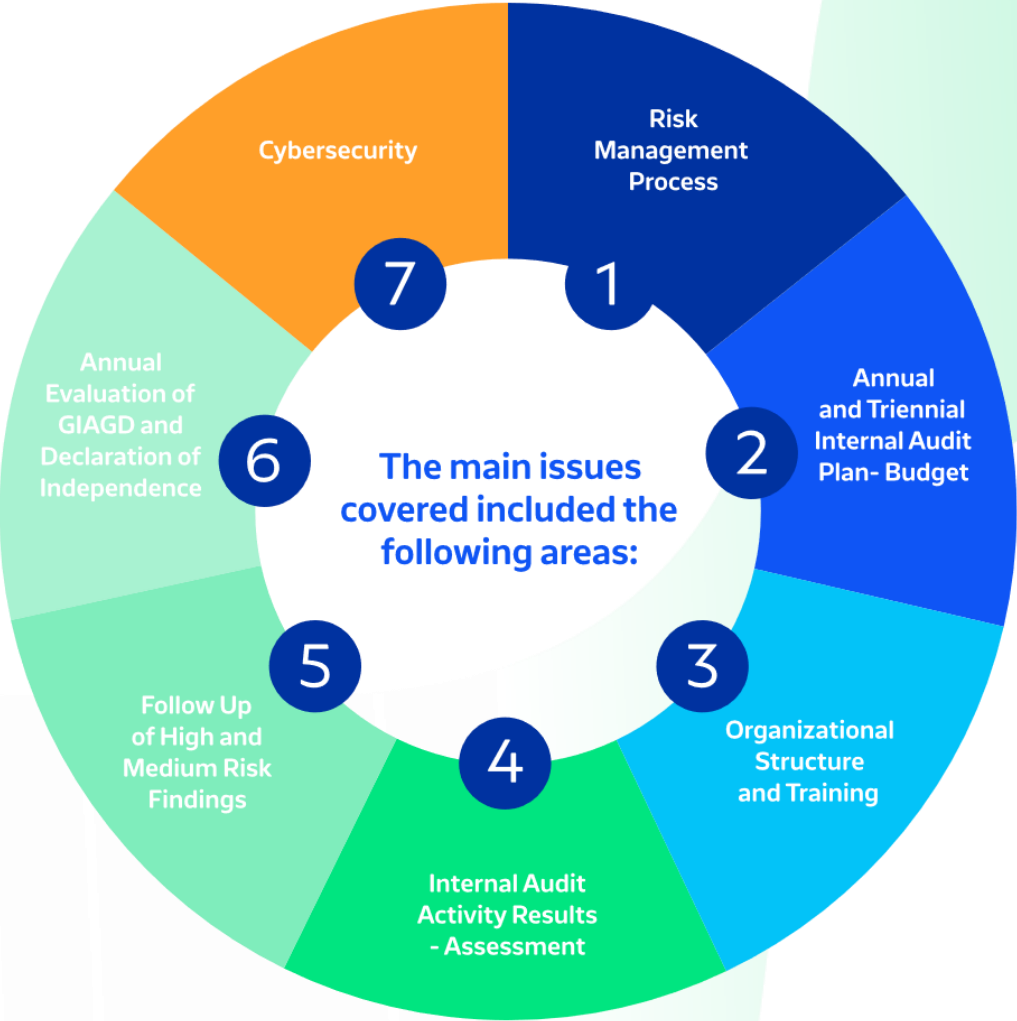 The main issues
covered included the
following areas:
1
Risk
Management
Process
2
Annual
and Triennial
Internal Audit
Plan- Budget
3
Organizational
Structure
and Training
4
Internal Audit
Activity Results
- Assessment
5
Follow Up
of High and
Medium Risk
Findings
6
Annual
Evaluation of
GIAGD and
Declaration of
Independence
7
Cybersecurity